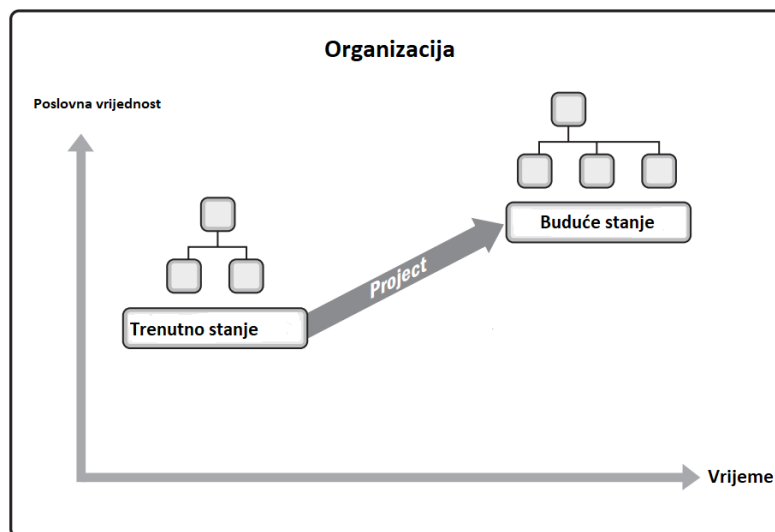 Organizacija
Poslovna vrijednost
Buduće stanje
Project
Trenutno stanje
Vrijeme